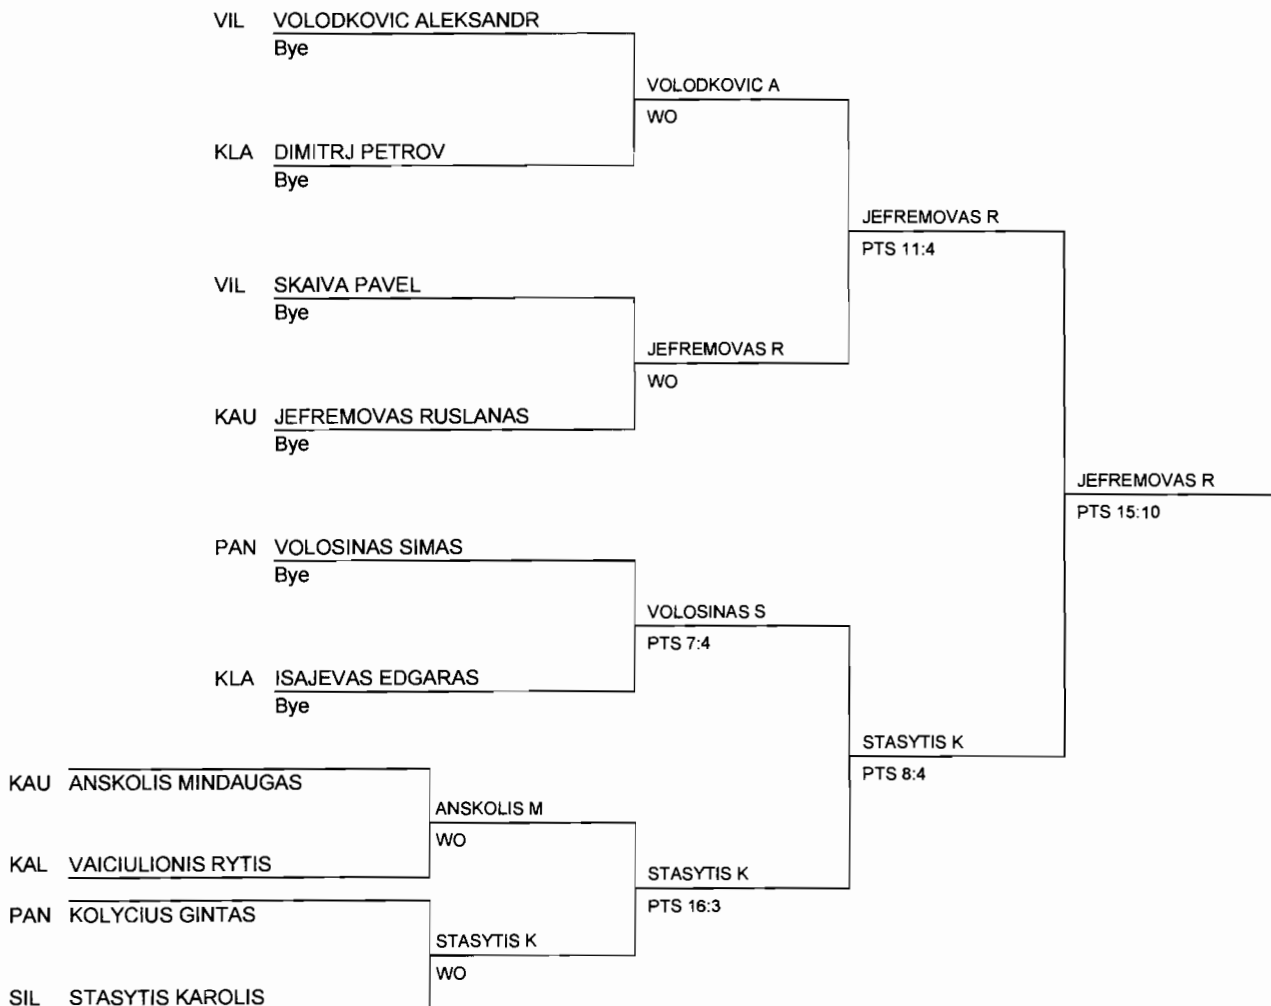 VIL VOLODKOVIC ALEKSANDR
Bye
VOLODKOVIC A
WO
KLA DIMITRJ PETROV
Bye
JEFREMOVAS R
PTS 11:4
VIL SKAIVA PAVEL
Bye
JEFREMOVAS R
WO
KAU JEFREMOVAS RUSLANAS
Bye
JEFREMOVAS R
PTS 15:10
PAN VOLOSINAS SIMAS
Bye
VOLOSINAS S
PTS 7:4
KLA ISAJEVAS EDGARAS
Bye
STASYTIS K
PTS 8:4
KAU ANSKOLIS MINDAUGAS
ANSKOLIS M
WO
KAL VAICIULIONIS RYTIS
STASYTIS K
PTS 16:3
PAN KOLYCIUS GINTAS
STASYTIS K
WO
SIL STASYTIS KAROLIS